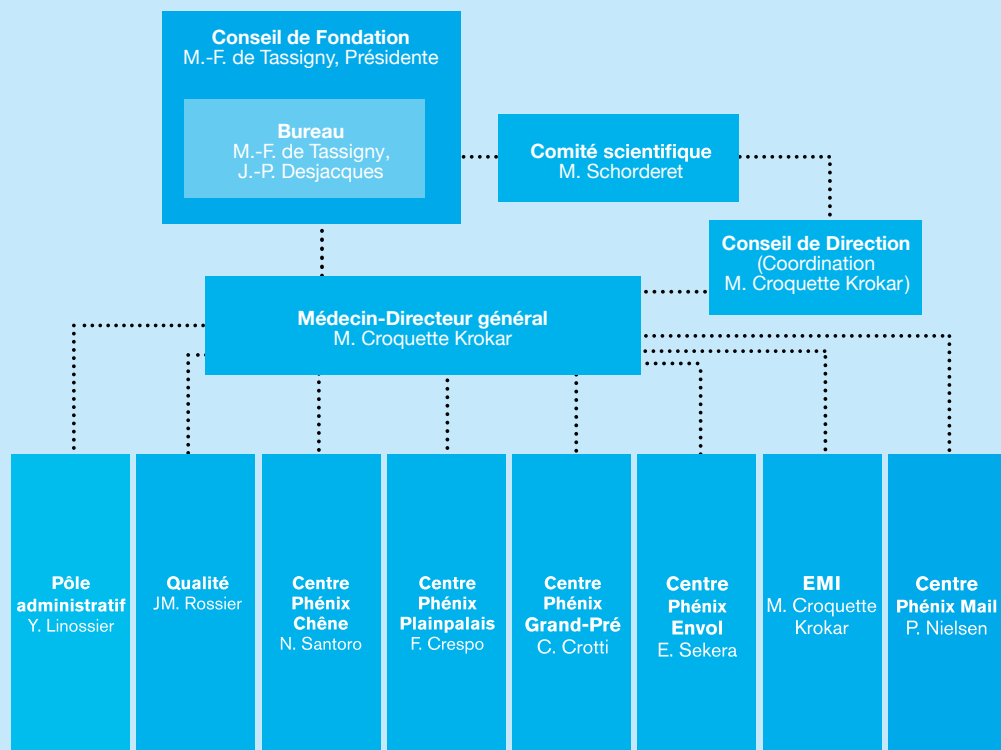 Conseil de Fondation
M.-F. de Tassigny, Présidente
Bureau
M.-F. de Tassigny,
J.-P. Desjacques
Comité scientifique
M. Schorderet
Conseil de Direction
(Coordination
M. Croquette Krokar)
Médecin-Directeur général
M. Croquette Krokar
Pôle
administratif
Y. Linossier
Qualité
JM. Rossier
Centre
Phénix
Chêne
N. Santoro
Centre
Phénix
Plainpalais
F. Crespo
Centre
Phénix
Grand-Pré
C. Crotti
Centre
Phénix
Envol
E. Sekera
EMI
M. Croquette
Krokar
Centre
Phénix Mail
P. Nielsen